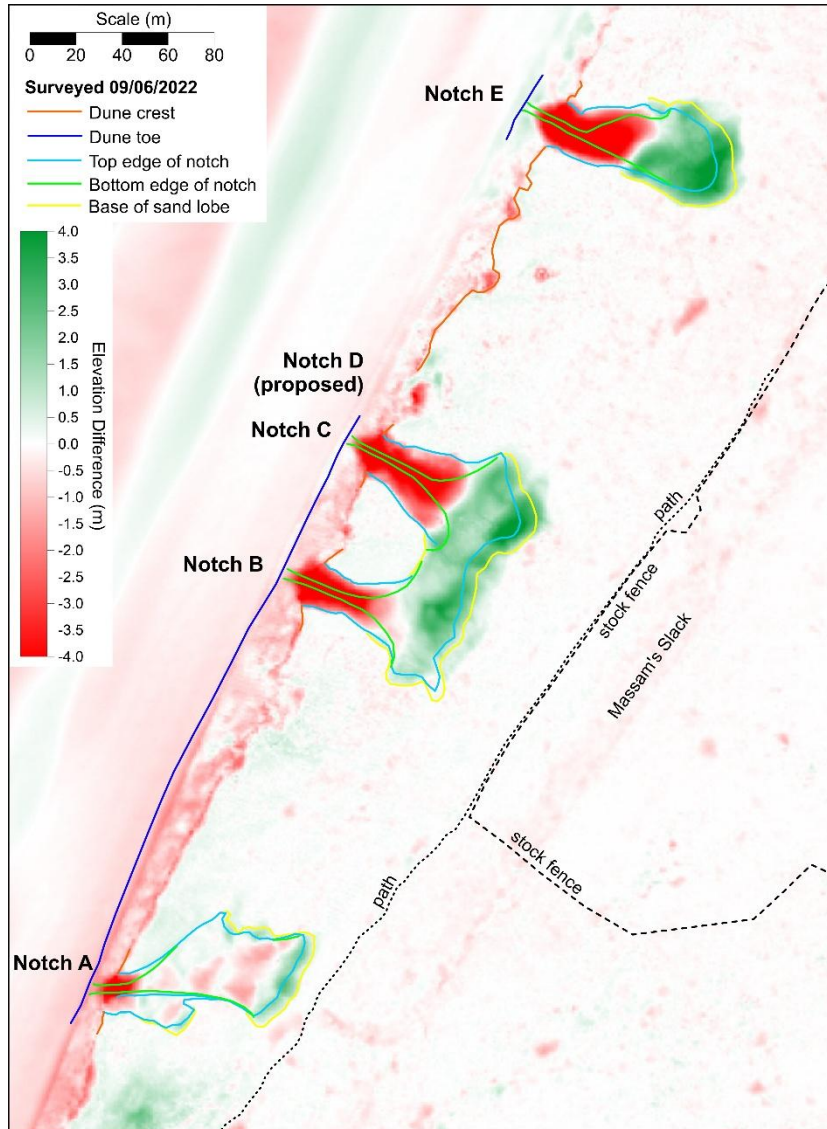 Scale (m)
0 20 40 60 80
Surveyed 09/06/2022
Dune crest
Dune toe
Top edge of notch
Bottom edge of notch
Base of sand lobe
4.0
3.5
3.0
2.5
2.0
1.5
1.0
0.5
0.0
-0.5
-1.0
-1.5
-2.0
-2.5
-3.0
-3.5
-4.0
Elevation Difference (m)
Notch E
Notch D
(proposed)
Notch C
Notch B
Notch A
path
stock fence
Massam's Slack
stock fence
path